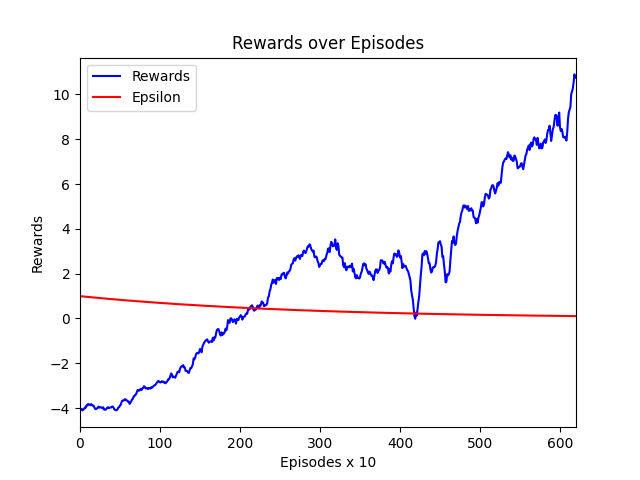 Rewards over Episodes
Rewards
Epsilon
10
8
6
4
2
0
−2
−4
Rewards
0 100 200 300 400 500 600
Episodes x 10